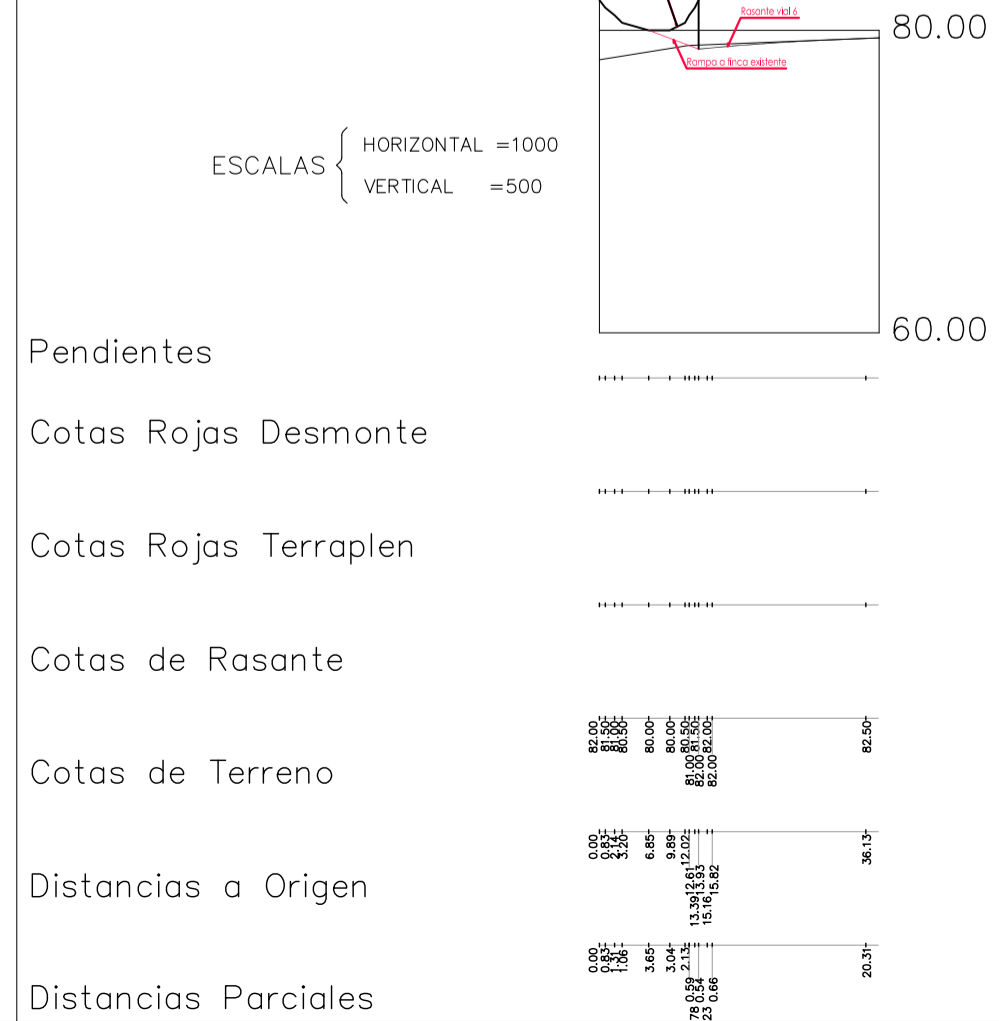 Rasante vial 6
80.00
Rampa a finca existente
ESCALAS
HORIZONTAL =1000
VERTICAL =500
60.00
Pendientes
Cotas Rojas Desmonte
Cotas Rojas Terraplen
Cotas de Rasante
82.00 81.50 81.00 80.50 80.00 80.00 80.50 81.50 82.00 82.50
81.00 82.00 82.00
Cotas de Terreno
0.00 0.83 2.14 3.20 6.85 9.89 12.02 36.13
12.61 13.39 13.93 15.16 15.82
Distancias a Origen
0.00 0.83 1.31 1.06 3.65 3.04 2.13 20.31
0.59 78 0.54 23 0.66
Distancias Parciales